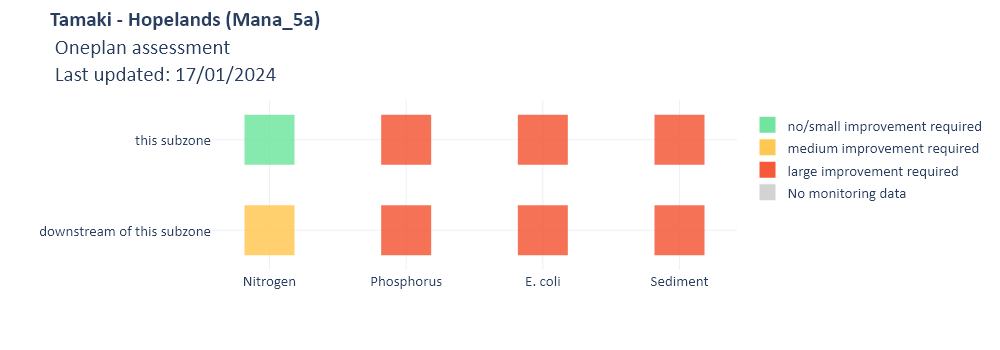 Tamaki - Hopelands (Mana_5a)
Oneplan assessment
Last updated: 17/01/2024
this subzone
downstream of this subzone
Nitrogen
Phosphorus
E. coli
Sediment
no/small improvement required
medium improvement required
large improvement required
No monitoring data